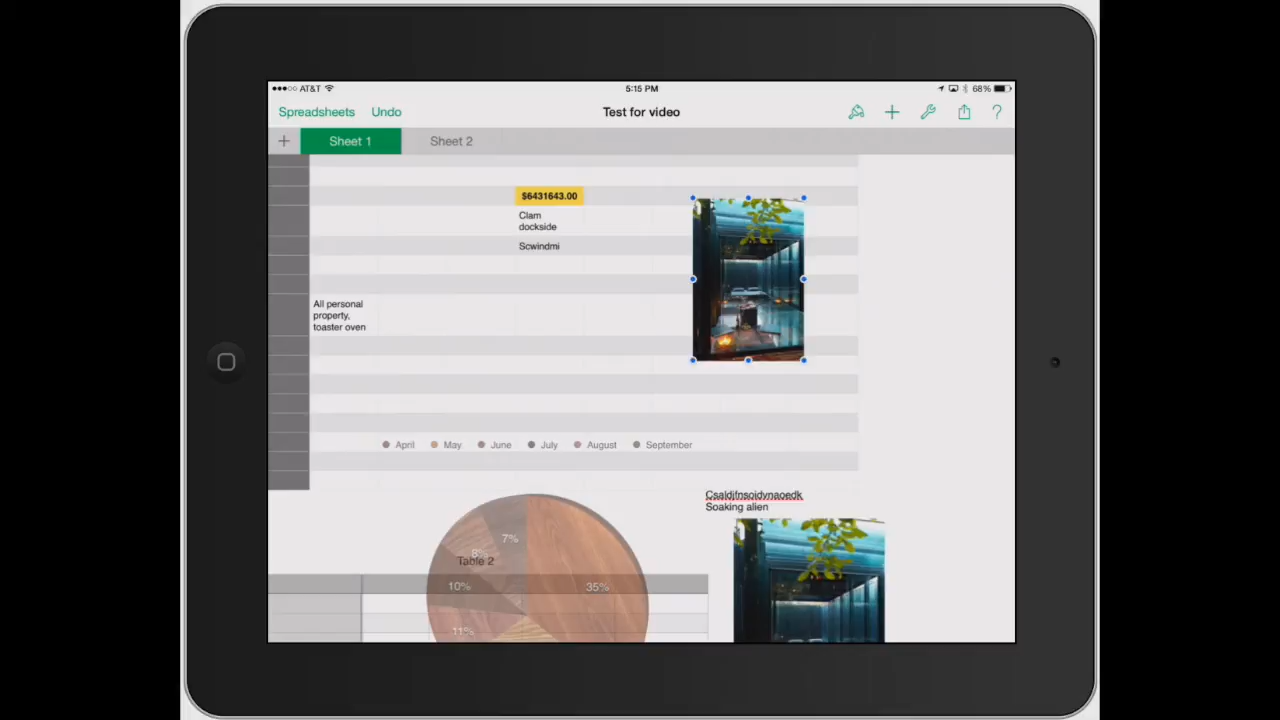 AT&T 5:15 PM 68%
Spreadsheets Undo Test for video ?
Sheet 1 Sheet 2
$6431643.00
Clam
dockside
Scwindmi
All personal
property,
toaster oven
April May June July August September
Csaldjfnsoidvnaoedk
Soaking alien
7%
8%
Table 2
10% 35%
11%